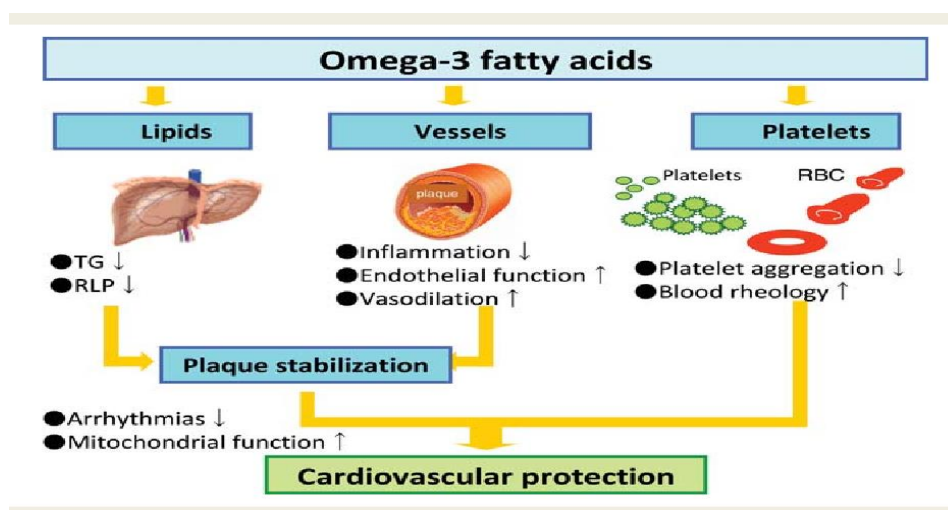 Omega-3 fatty acids
Lipids
Vessels
Platelets
plaque
Platelets
RBC
●TG ↓
●RLP ↓
●Inflammation ↓
●Endothelial function ↑
●Vasodilation ↑
●Platelet aggregation ↓
●Blood rheology ↑
Plaque stabilization
●Arrhythmias ↓
●Mitochondrial function ↑
Cardiovascular protection